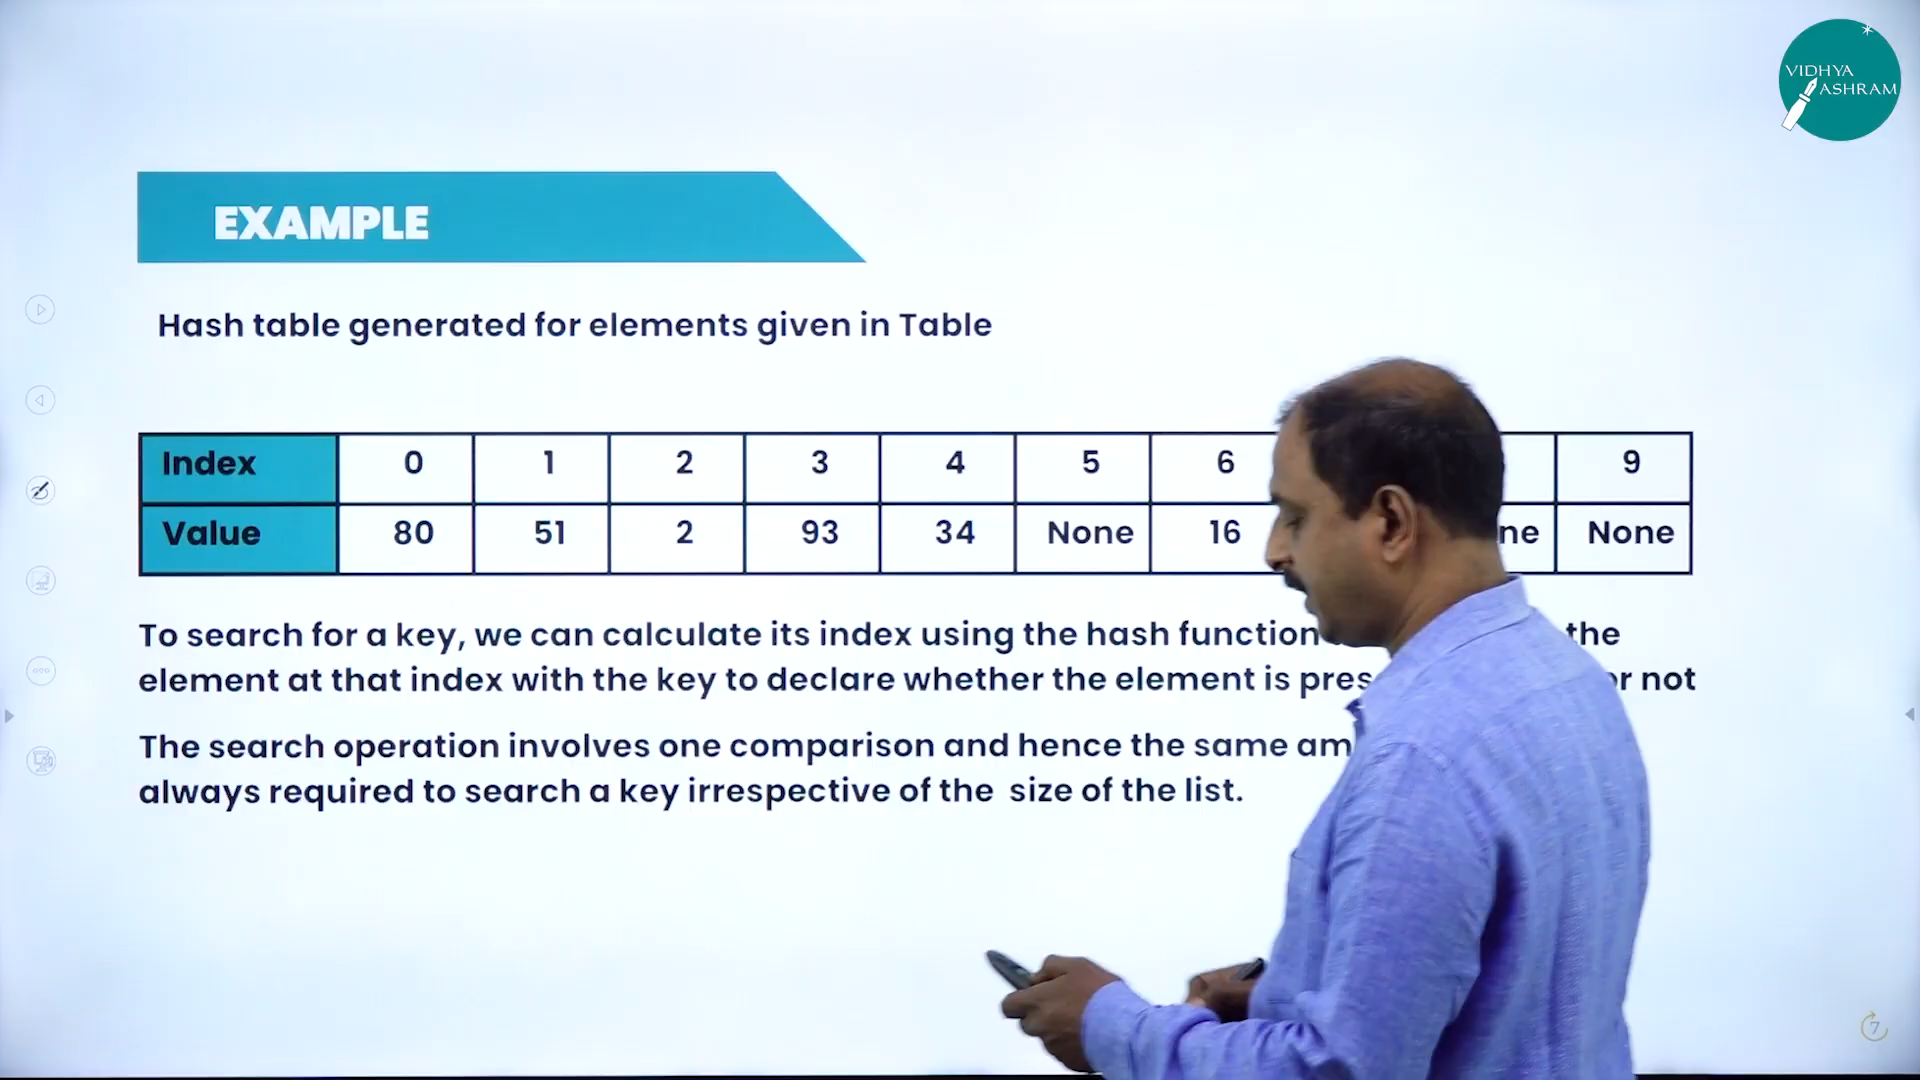 VIDHYA
ASHRAM
EXAMPLE
Hash table generated for elements given in Table
Index 0 1 2 3 4 5 6 9
Value 80 51 2 93 34 None 16 None
To search for a key, we can calculate its index using the hash function the
element at that index with the key to declare whether the element is not
The search operation involves one comparison and hence the same
always required to search a key irrespective of the size of the list.
7